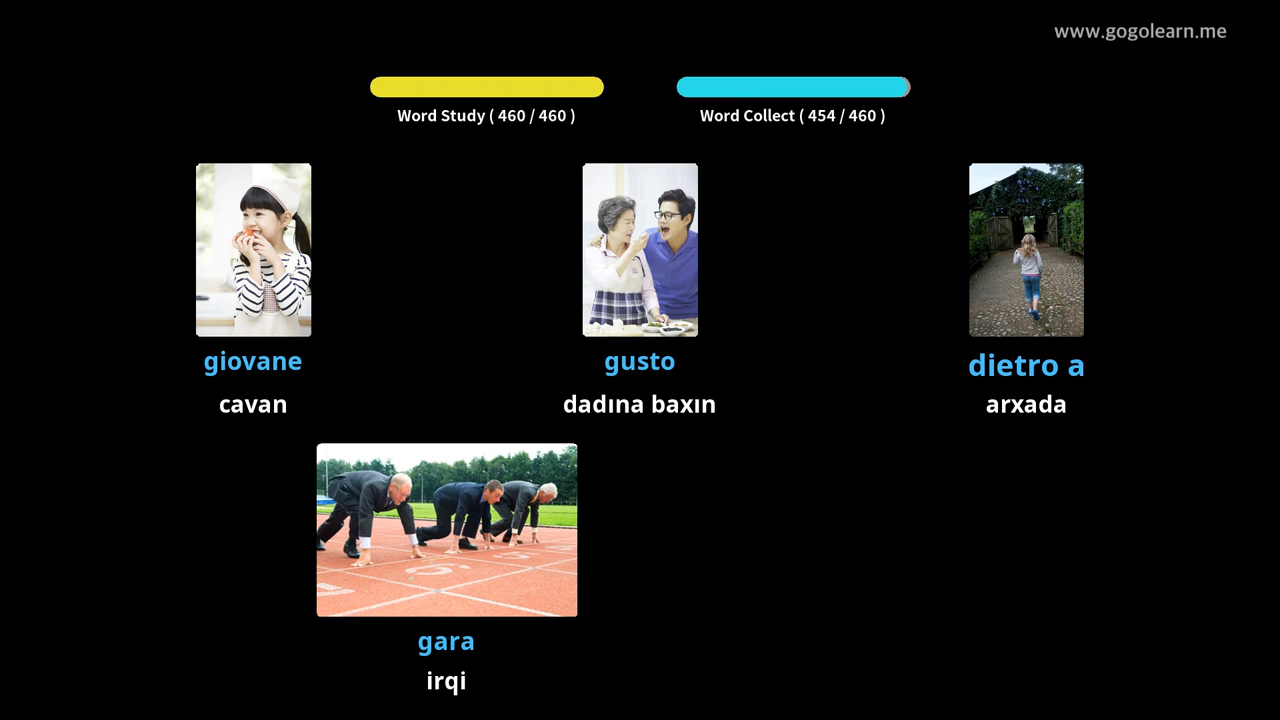 www.gogolearn.me
Word Study ( 460 / 460 )
Word Collect ( 454 / 460 )
giovane
cavan
gusto
dadına baxın
dietro a
arxada
gara
irqi